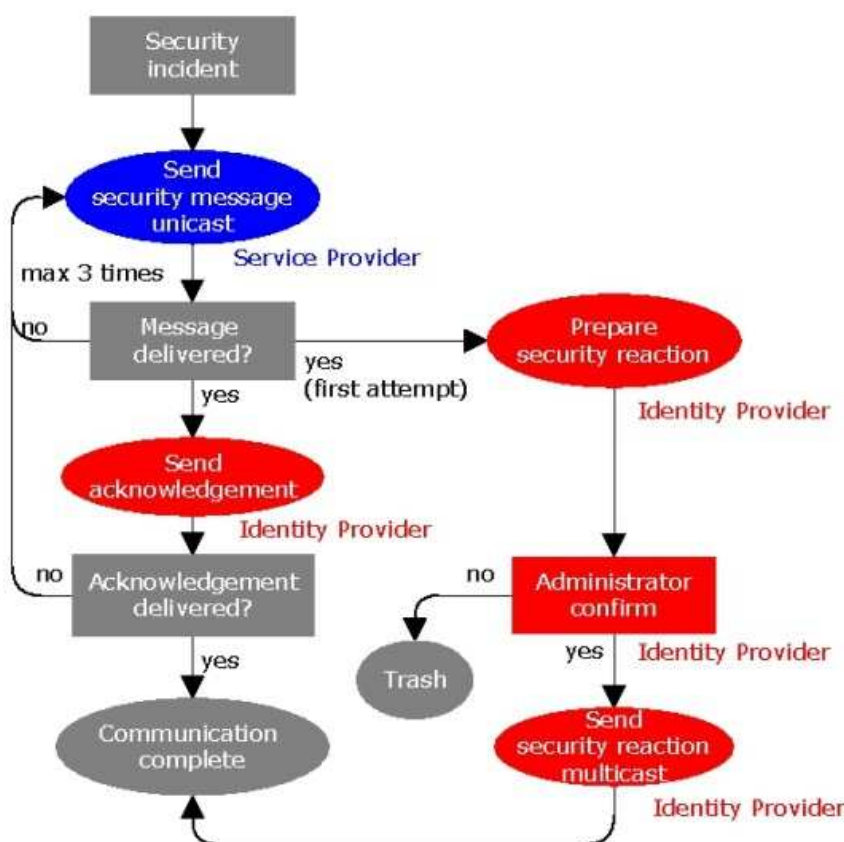 Security
incident
Send
security message
unicast
Service Provider
max 3 times
no
Message
delivered?
yes
(first attempt)
Prepare
security reaction
Identity Provider
yes
Send
acknowledgement
Identity Provider
no
Acknowledgement
delivered?
no
Administrator
confirm
yes
Identity Provider
yes
Trash
Communication
complete
Send
security reaction
multicast
Identity Provider